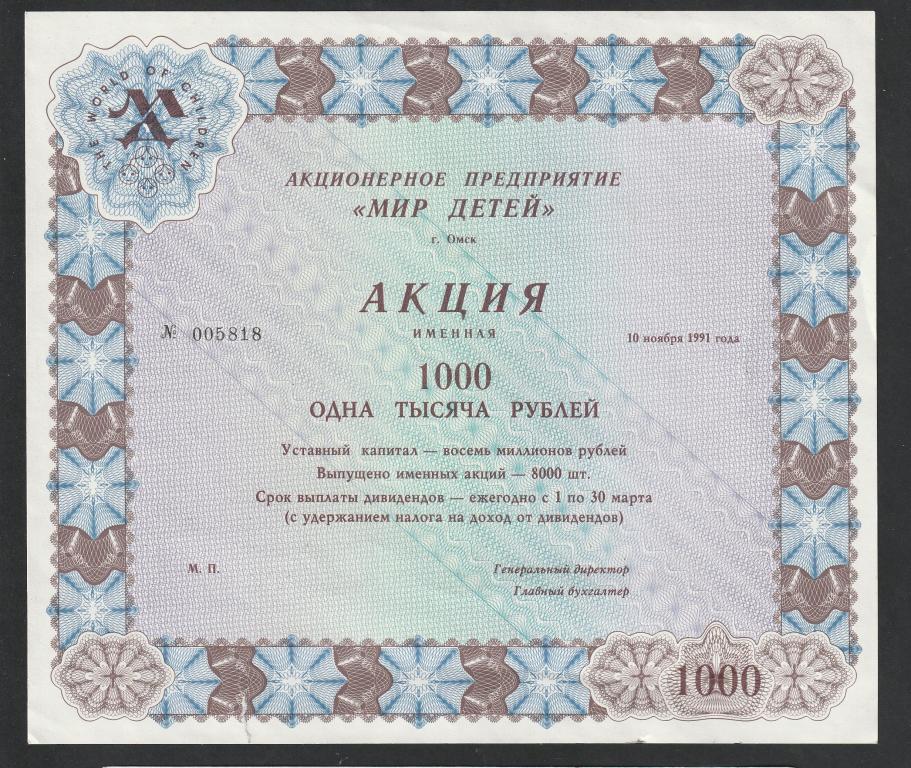 THE WORLD OF CHILDREN
АКЦИОНЕРНОЕ ПРЕДПРИЯТИЕ
«МИР ДЕТЕЙ»
г. Омск
АКЦИЯ
№ 005818
ИМЕННАЯ
10 ноября 1991 года
1000
ОДНА ТЫСЯЧА РУБЛЕЙ
Уставный капитал — восемь миллионов рублей
Выпущено именных акций — 8000 шт.
Срок выплаты дивидендов — ежегодно с 1 по 30 марта
(с удержанием налога на доход от дивидендов)
М. П.
Генеральный директор
Главный бухгалтер
1000